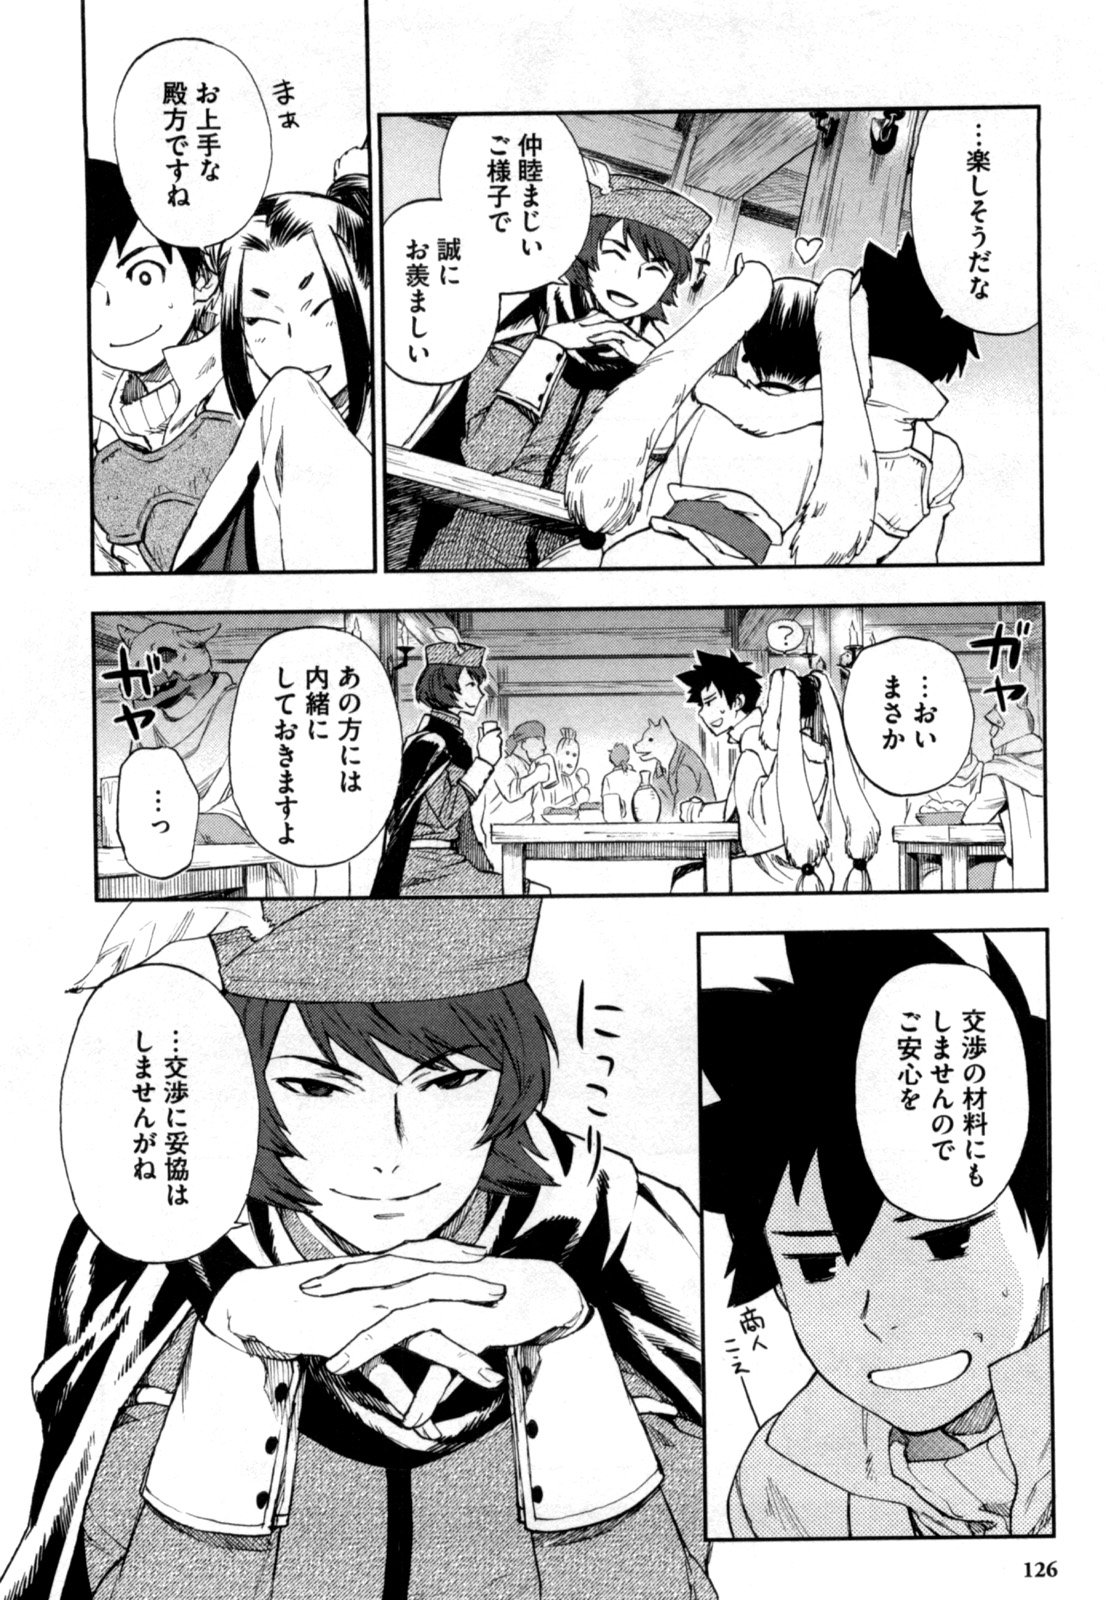 …楽しそうだな
仲睦まじい
ご様子で
誠に
お羨ましい
まぁ
お上手な
殿方ですね
ガヤ
…おい
まさか
?
あの方には
内緒に
しておきますよ
ガヤ
…っ
交渉の材料にも
しませんので
ご安心を
商人
こえー
にっこり
…交渉に妥協は
しませんがね
126